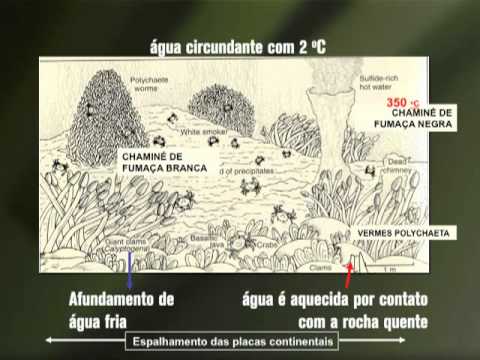 água circundante com 2 ºC
Polychaete
worms
Sulfide-rich
hot water
350 ºC
CHAMINÉ DE
FUMAÇA NEGRA
White smoker
CHAMINÉ DE
FUMAÇA BRANCA
d of precipitates
Dead
chimney
VERMES POLYCHAETA
Giant clams
Calyptogena
Basaltic
lava
Crabs
Clams
1 m
Afundamento de
água fria
água é aquecida por contato
com a rocha quente
Espalhamento das placas continentais